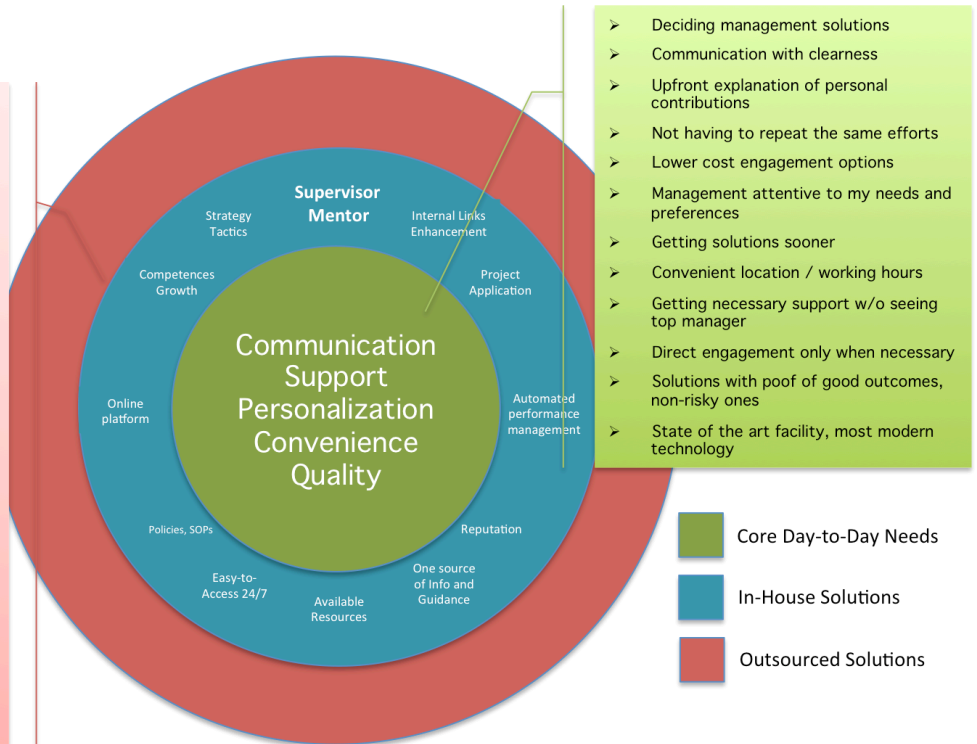 Supervisor
Mentor
Strategy
Tactics
Internal Links
Enhancement
Competences
Growth
Project
Application
Online
platform
Automated
performance
management
Policies, SOPs
Reputation
Easy-to-
Access 24/7
Available
Resources
One source
of Info and
Guidance
Communication
Support
Personalization
Convenience
Quality
Deciding management solutions
Communication with clearness
Upfront explanation of personal
contributions
Not having to repeat the same efforts
Lower cost engagement options
Management attentive to my needs and
preferences
Getting solutions sooner
Convenient location / working hours
Getting necessary support w/o seeing
top manager
Direct engagement only when necessary
Solutions with poof of good outcomes,
non-risky ones
State of the art facility, most modern
technology
Core Day-to-Day Needs
In-House Solutions
Outsourced Solutions